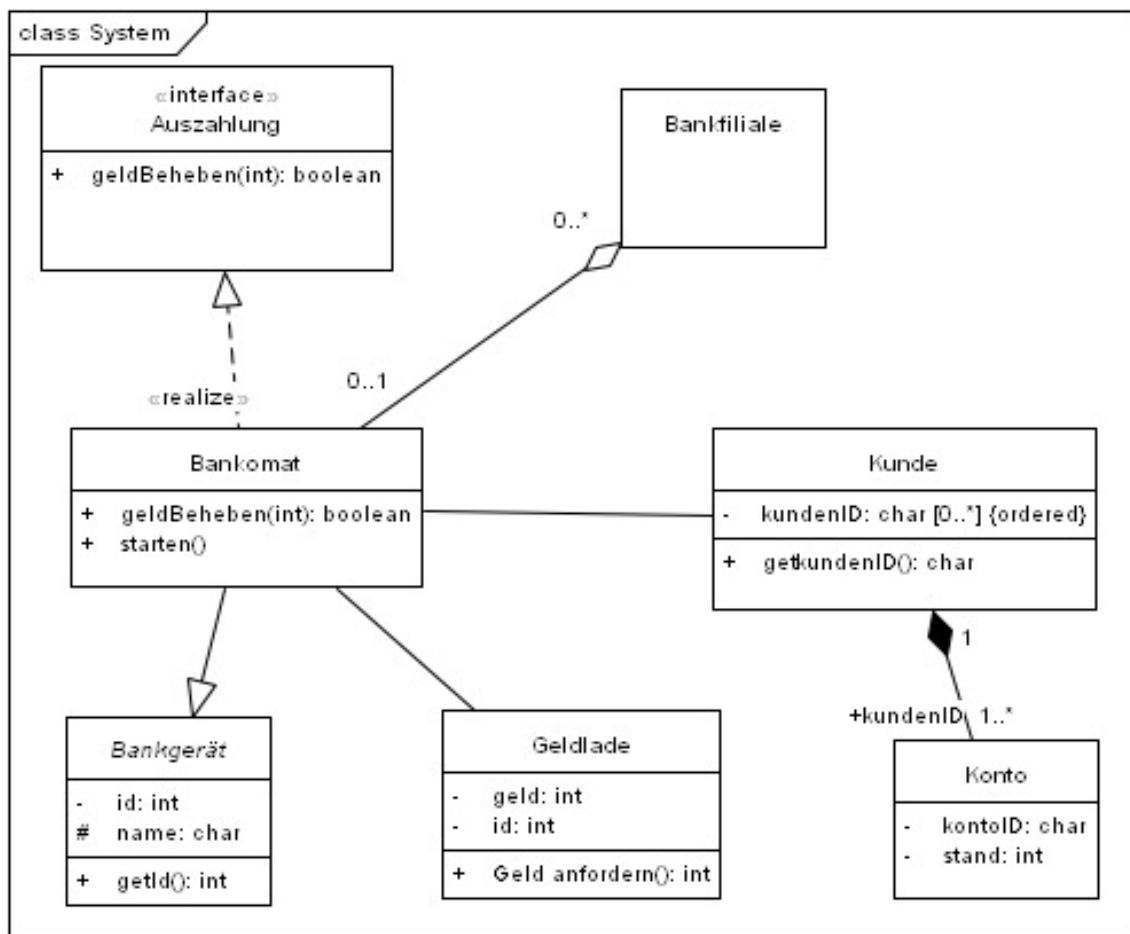 class System
«interface»
Auszahlung
+ geldBeheben(int): boolean
Bankfiliale
0..*
0..1
«realize»
Bankomat
+ geldBeheben(int): boolean
+ starten()
Kunde
- kundenID: char [0..*] {ordered}
+ getkundenID(): char
1
+kundenID 1..*
Bankgerät
- id: int
# name: char
+ getId(): int
Geldlade
- geld: int
- id: int
+ Geld anfordern(): int
Konto
- kontoID: char
- stand: int